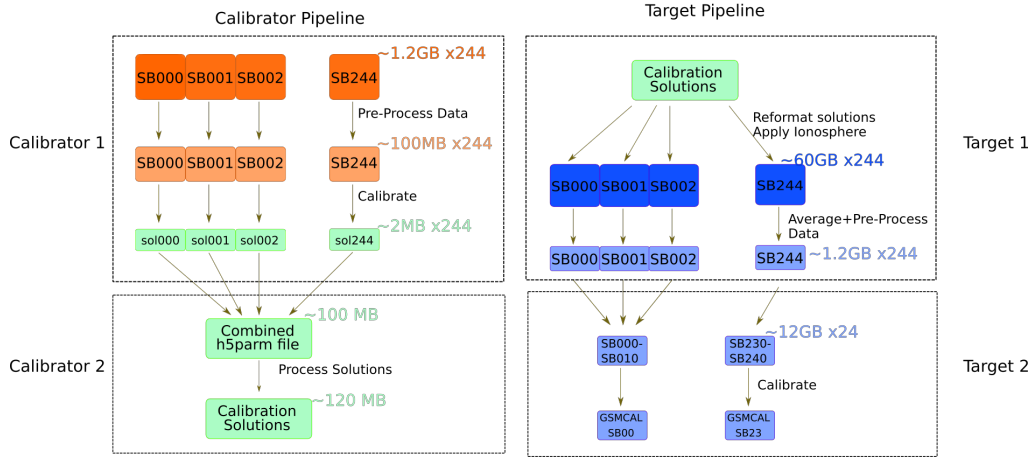 Calibrator Pipeline
Calibrator 1
SB000 SB001 SB002 SB244
~1.2GB x244
Pre-Process Data
SB000 SB001 SB002 SB244
~100MB x244
Calibrate
sol000 sol001 sol002 sol244
~2MB x244
Calibrator 2
Combined
h5parm file
~100 MB
Process Solutions
Calibration
Solutions
~120 MB
Target Pipeline
Target 1
Calibration
Solutions
Reformat solutions
Apply Ionosphere
~60GB x244
SB000 SB001 SB002 SB244
Average+Pre-Process
Data
SB000 SB001 SB002 SB244
~1.2GB x244
Target 2
SB000-
SB010
SB230-
SB240
~12GB x24
Calibrate
GSMCAL
SB00
GSMCAL
SB23